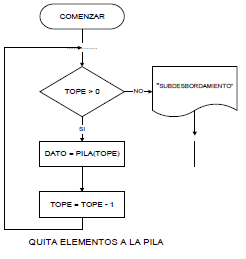 COMENZAR
TOPE > 0
NO
"SUBDESBORDAMIENTO"
SI
DATO = PILA(TOPE)
TOPE = TOPE - 1
QUITA ELEMENTOS A LA PILA